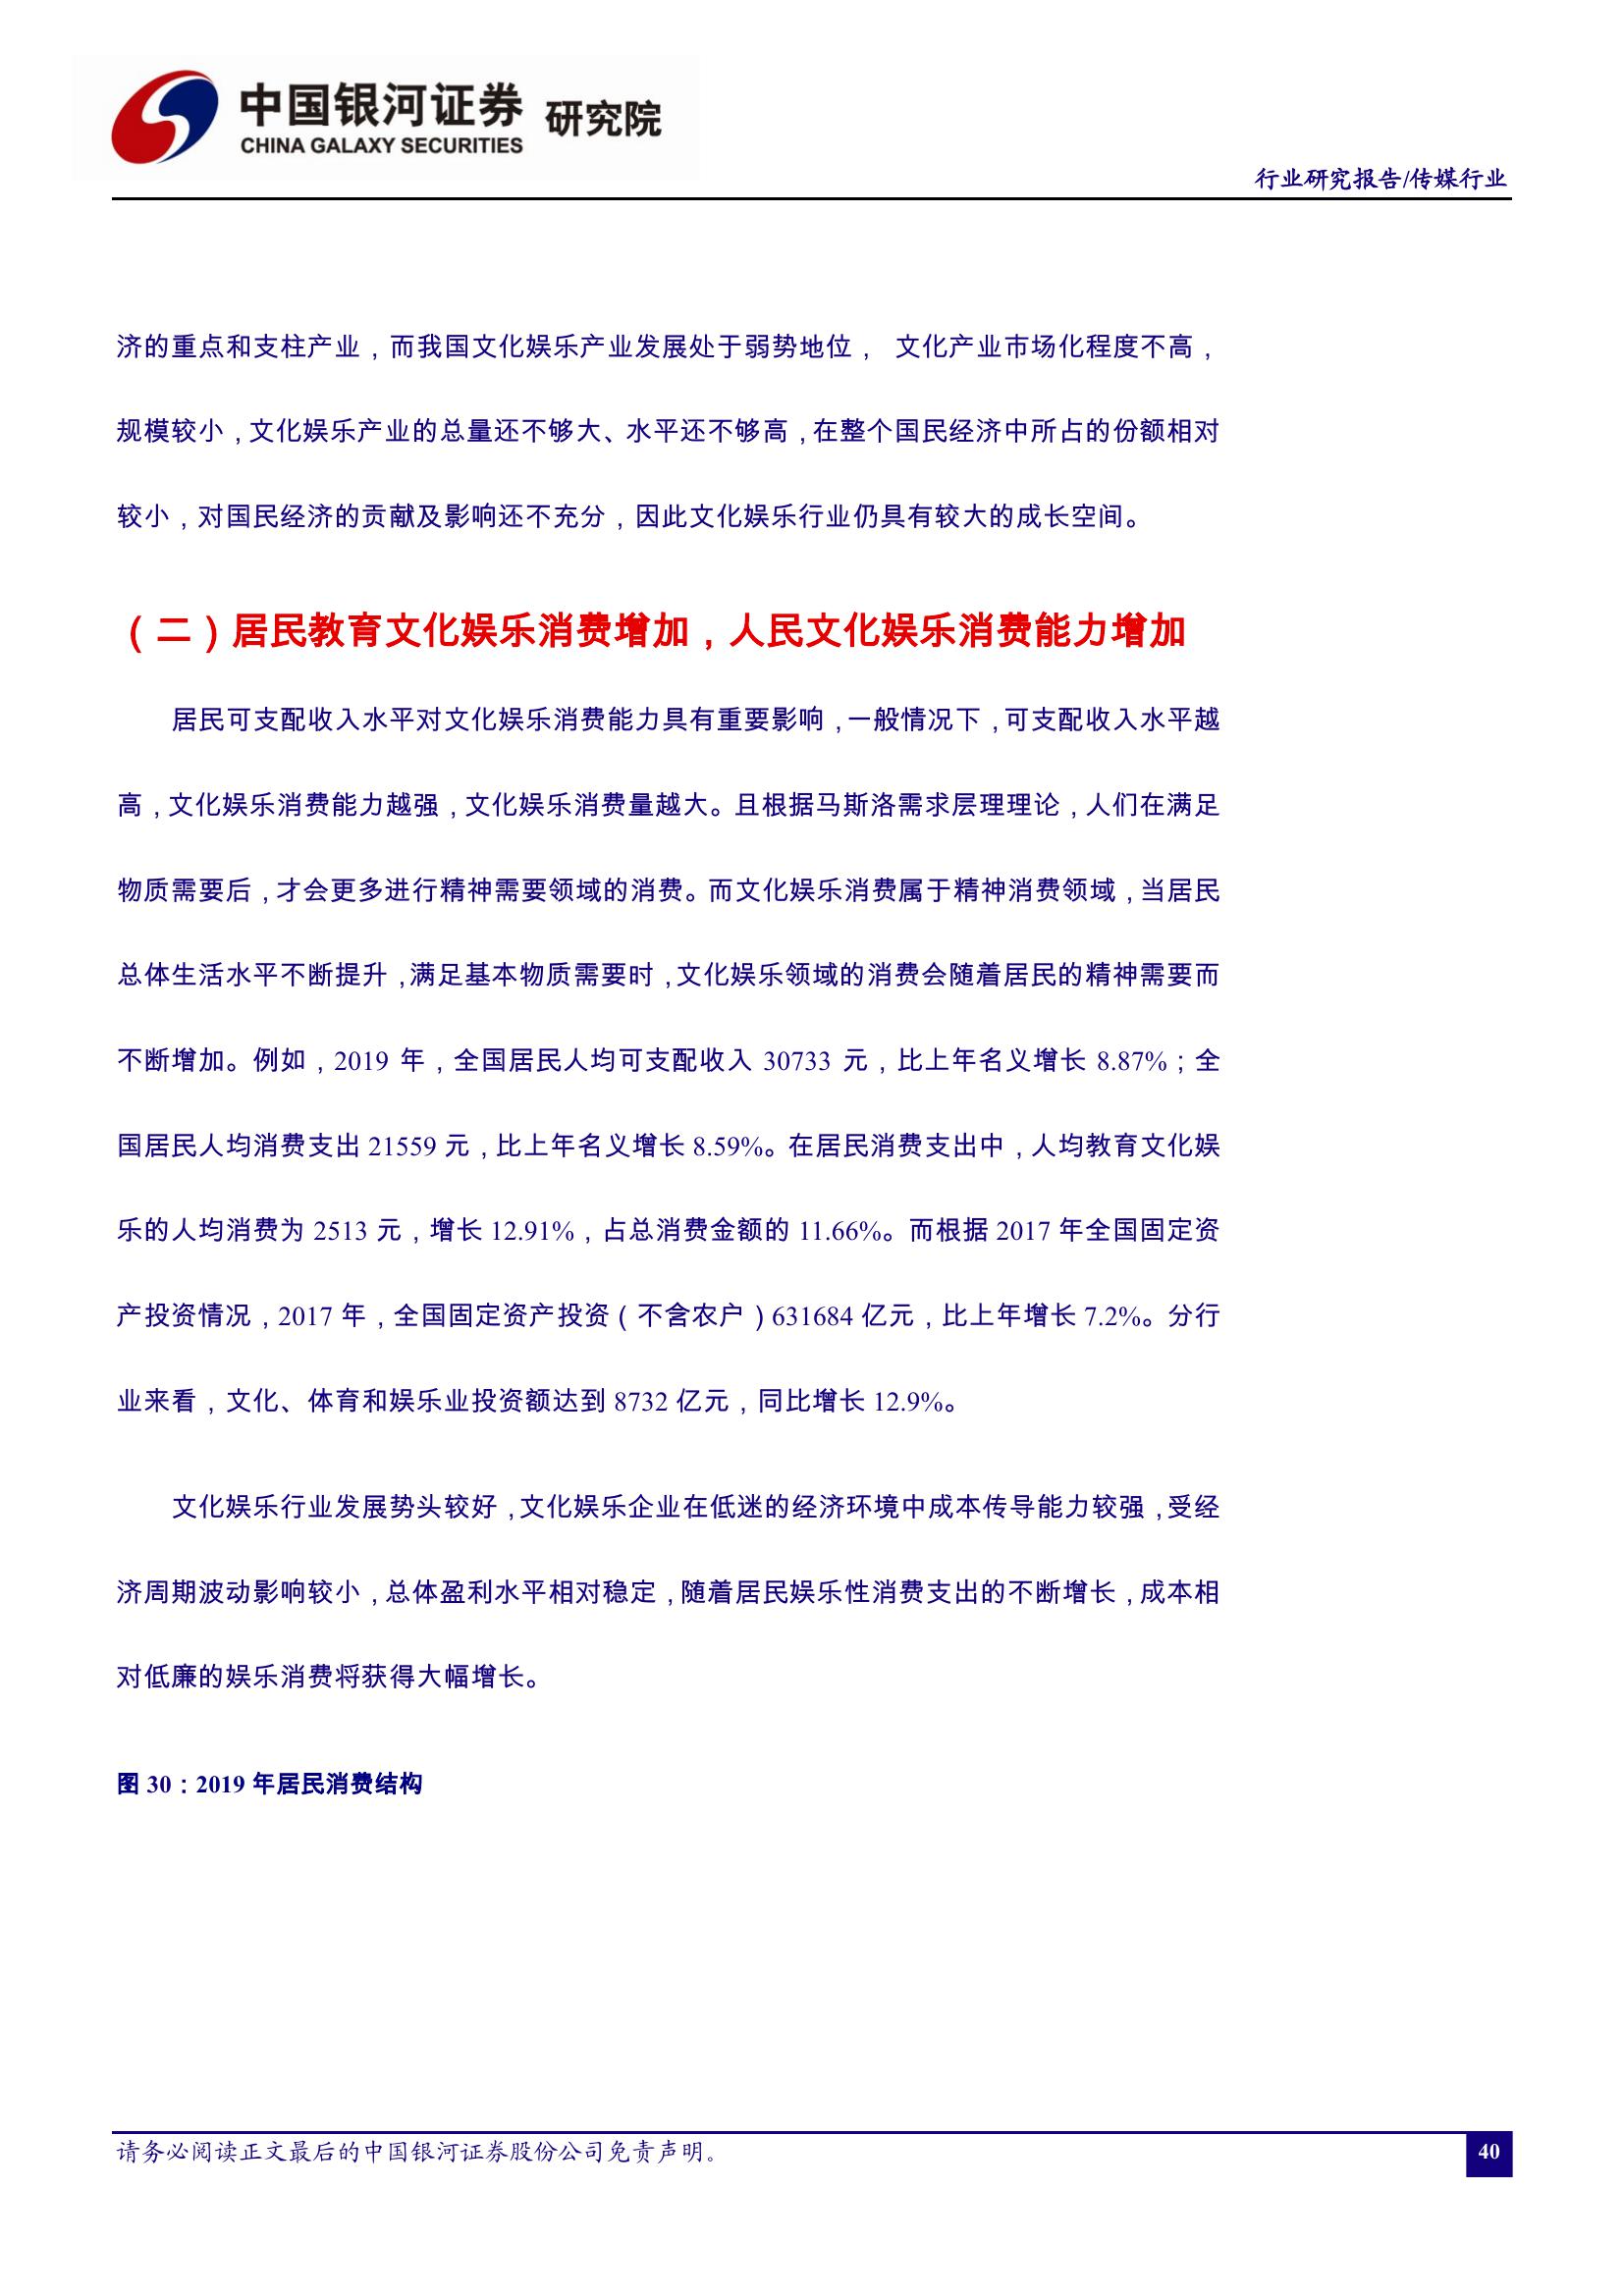 中国银河证券 研究院
CHINA GALAXY SECURITIES
行业研究报告/传媒行业
济的重点和支柱产业，而我国文化娱乐产业发展处于弱势地位， 文化产业市场化程度不高，
规模较小，文化娱乐产业的总量还不够大、水平还不够高，在整个国民经济中所占的份额相对
较小，对国民经济的贡献及影响还不充分，因此文化娱乐行业仍具有较大的成长空间。
（二）居民教育文化娱乐消费增加，人民文化娱乐消费能力增加
居民可支配收入水平对文化娱乐消费能力具有重要影响，一般情况下，可支配收入水平越
高，文化娱乐消费能力越强，文化娱乐消费量越大。且根据马斯洛需求层理理论，人们在满足
物质需要后，才会更多进行精神需要领域的消费。而文化娱乐消费属于精神消费领域，当居民
总体生活水平不断提升，满足基本物质需要时，文化娱乐领域的消费会随着居民的精神需要而
不断增加。例如，2019 年，全国居民人均可支配收入 30733 元，比上年名义增长 8.87%；全
国居民人均消费支出 21559 元，比上年名义增长 8.59%。在居民消费支出中，人均教育文化娱
乐的人均消费为 2513 元，增长 12.91%，占总消费金额的 11.66%。而根据 2017 年全国固定资
产投资情况，2017 年，全国固定资产投资（不含农户）631684 亿元，比上年增长 7.2%。分行
业来看，文化、体育和娱乐业投资额达到 8732 亿元，同比增长 12.9%。
文化娱乐行业发展势头较好，文化娱乐企业在低迷的经济环境中成本传导能力较强，受经
济周期波动影响较小，总体盈利水平相对稳定，随着居民娱乐性消费支出的不断增长，成本相
对低廉的娱乐消费将获得大幅增长。
图 30：2019 年居民消费结构
请务必阅读正文最后的中国银河证券股份公司免责声明。
40